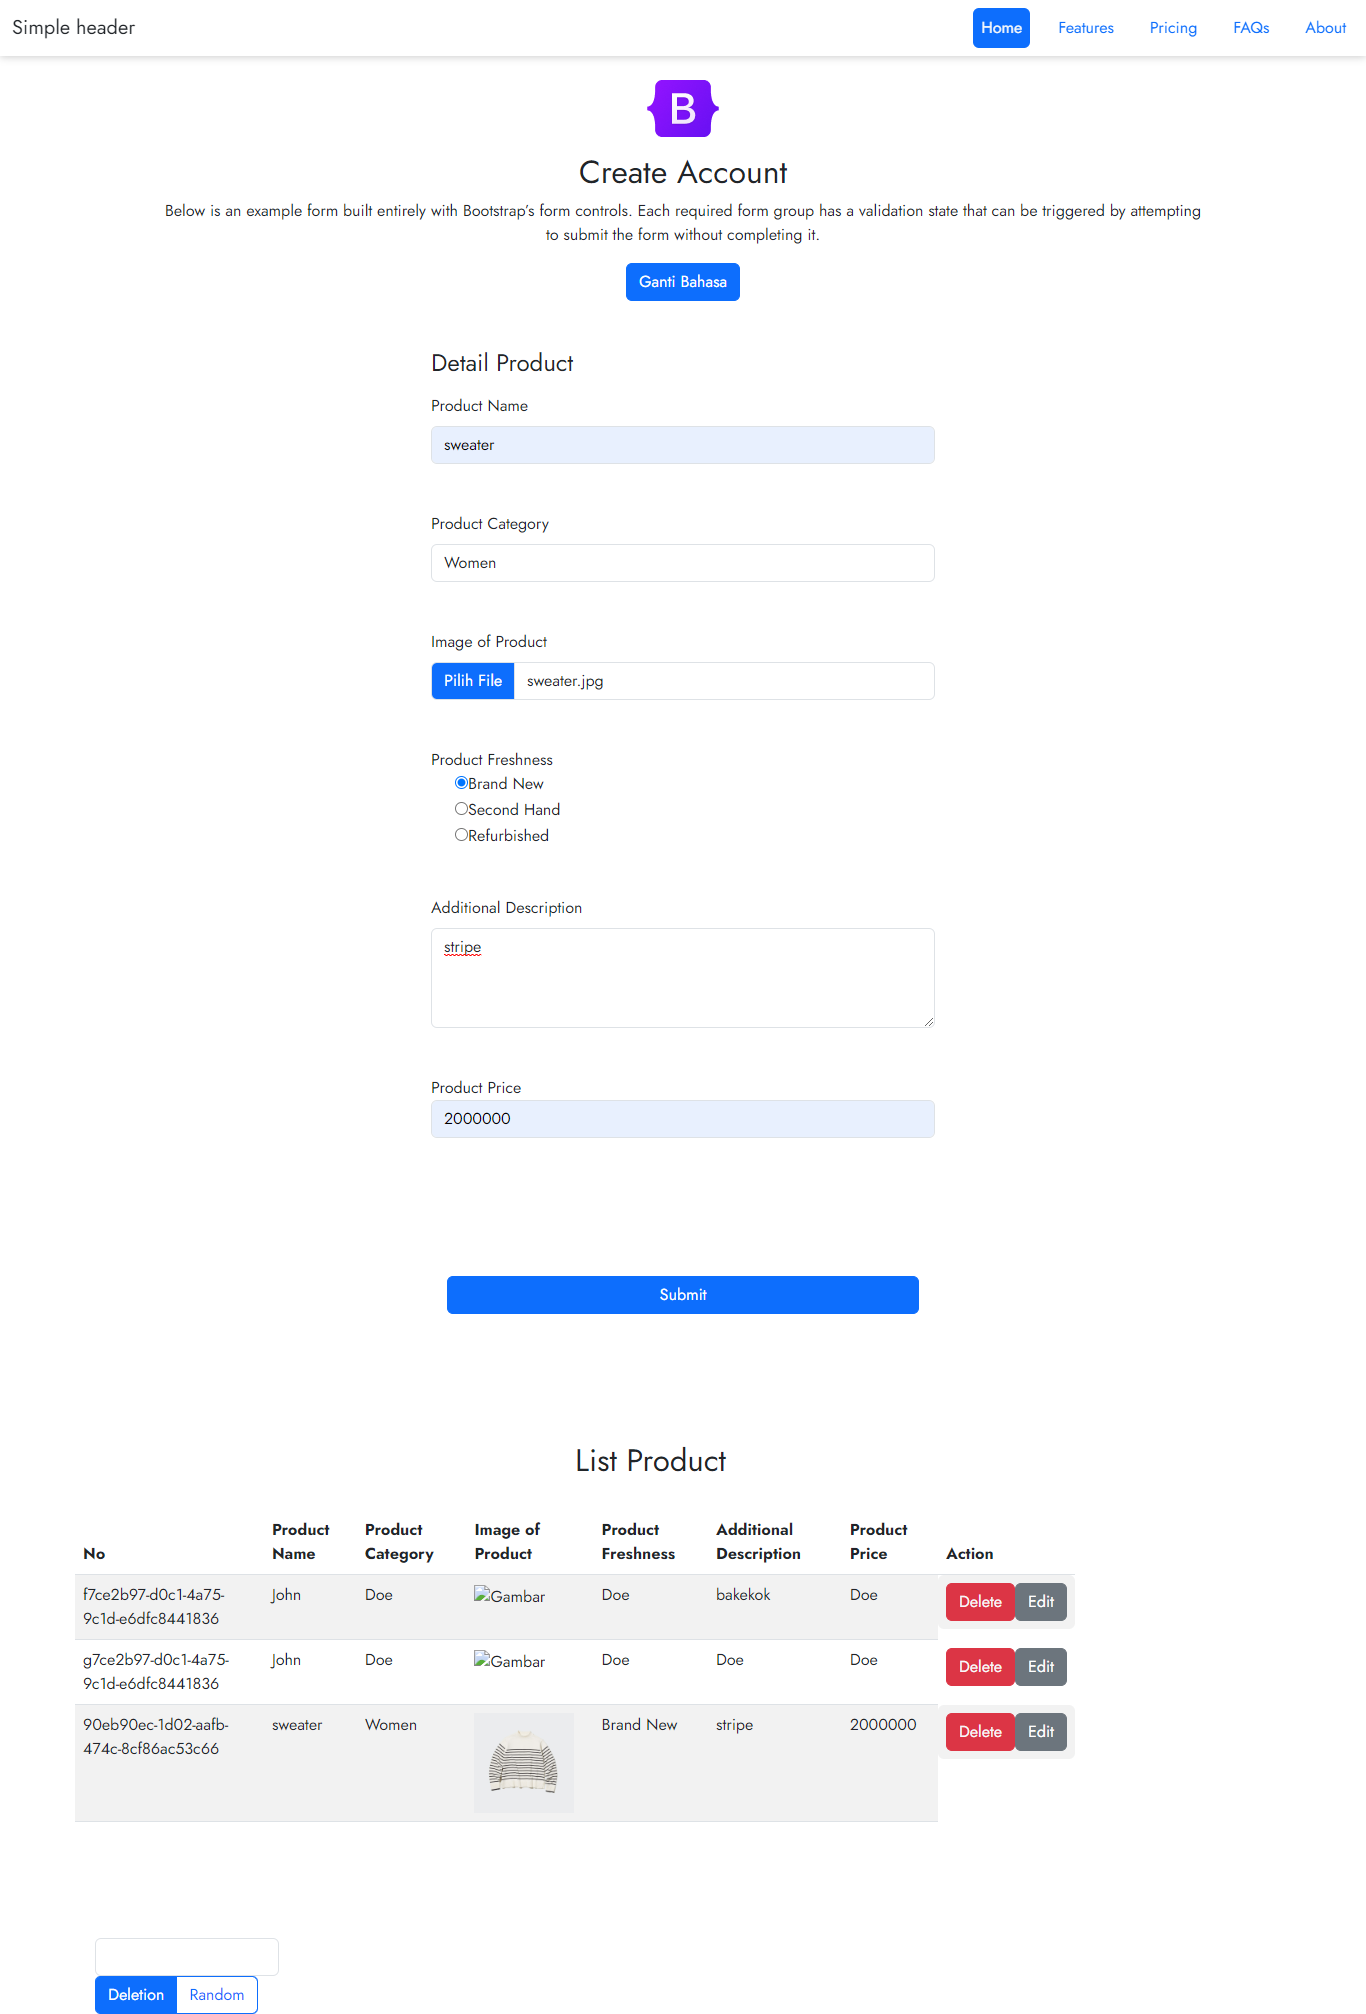 Simple header
Home Features Pricing FAQs About
B
Create Account
Below is an example form built entirely with Bootstrap’s form controls. Each required form group has a validation state that can be triggered by attempting
to submit the form without completing it.
Ganti Bahasa
Detail Product
Product Name
sweater
Product Category
Women
Image of Product
Pilih File sweater.jpg
Product Freshness
Brand New
Second Hand
Refurbished
Additional Description
stripe
Product Price
2000000
Submit
List Product
No Product Name Product Category Image of Product Product Freshness Additional Description Product Price Action
f7ce2b97-d0c1-4a75- John Doe Gambar Doe bakekok Doe Delete Edit
9c1d-e6dfc8441836
g7ce2b97-d0c1-4a75- John Doe Gambar Doe Doe Doe Delete Edit
9c1d-e6dfc8441836
90eb90ec-1d02-aafb- sweater Women Brand New stripe 2000000 Delete Edit
474c-8cf86ac53c66
Deletion Random